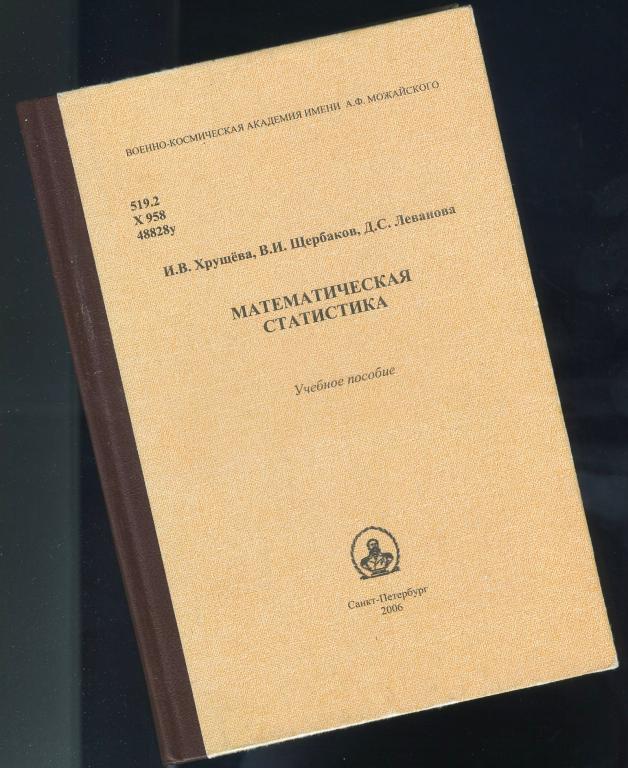 ВОЕННО-КОСМИЧЕСКАЯ АКАДЕМИЯ ИМЕНИ А.Ф. МОЖАЙСКОГО
519.2
Х 958
48828у
И.В. Хрущёва, В.И. Щербаков, Д.С. Леванова
МАТЕМАТИЧЕСКАЯ
СТАТИСТИКА
Учебное пособие
Санкт-Петербург
2006